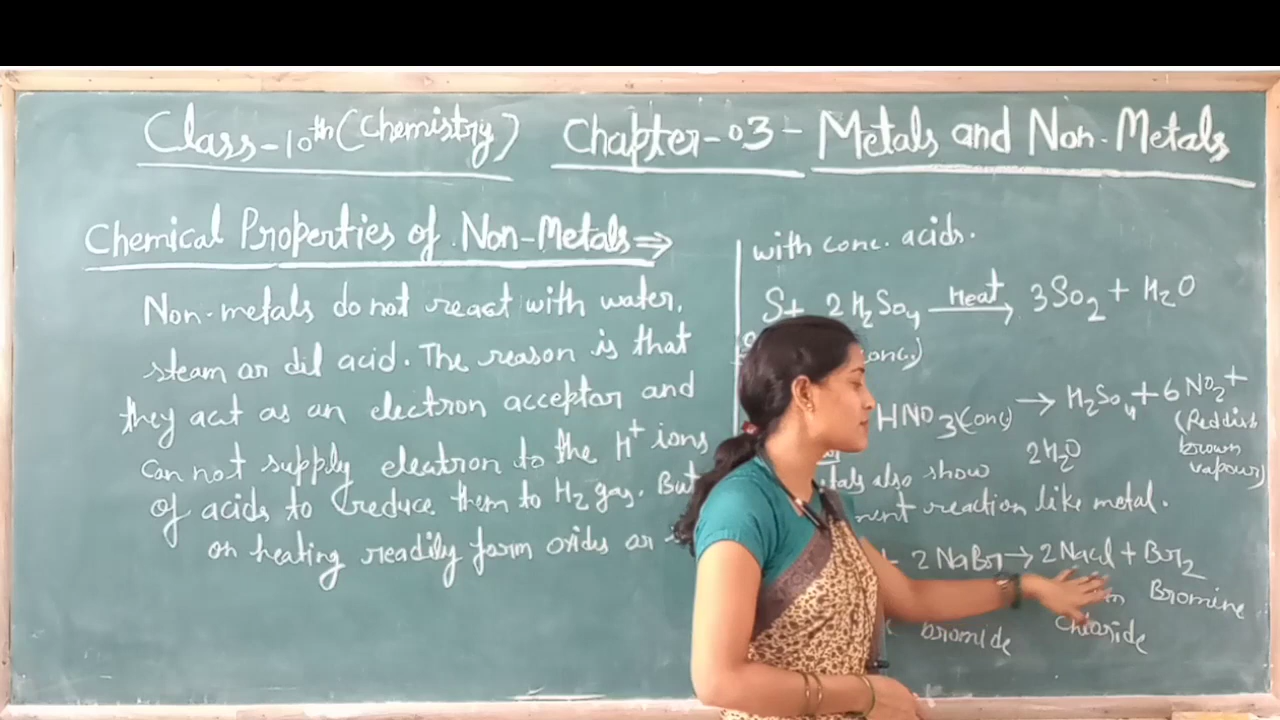 Class-10th (Chemistry) Chapter-03- Metals and Non-Metals
Chemical Properties of Non-Metals ⇒
Non-metals do not react with water,
steam or dil acid. The reason is that
they act as an electron acceptor and
can not supply electron to the H⁺ ions
of acids to reduce them to H₂ gas. But
on heating readily form oxides or
with conc. acids.
S+ 2H₂So₄ Heat → 3So₂ + H₂O
onc.)
HNO₃(conc) → H₂So₄ + 6NO₂ +
2H₂O
(Reddish
brown
vapour)
tals also show
ment reaction like metal.
+ 2NaBr → 2Nacl + Br₂
Bromine
bromide chloride